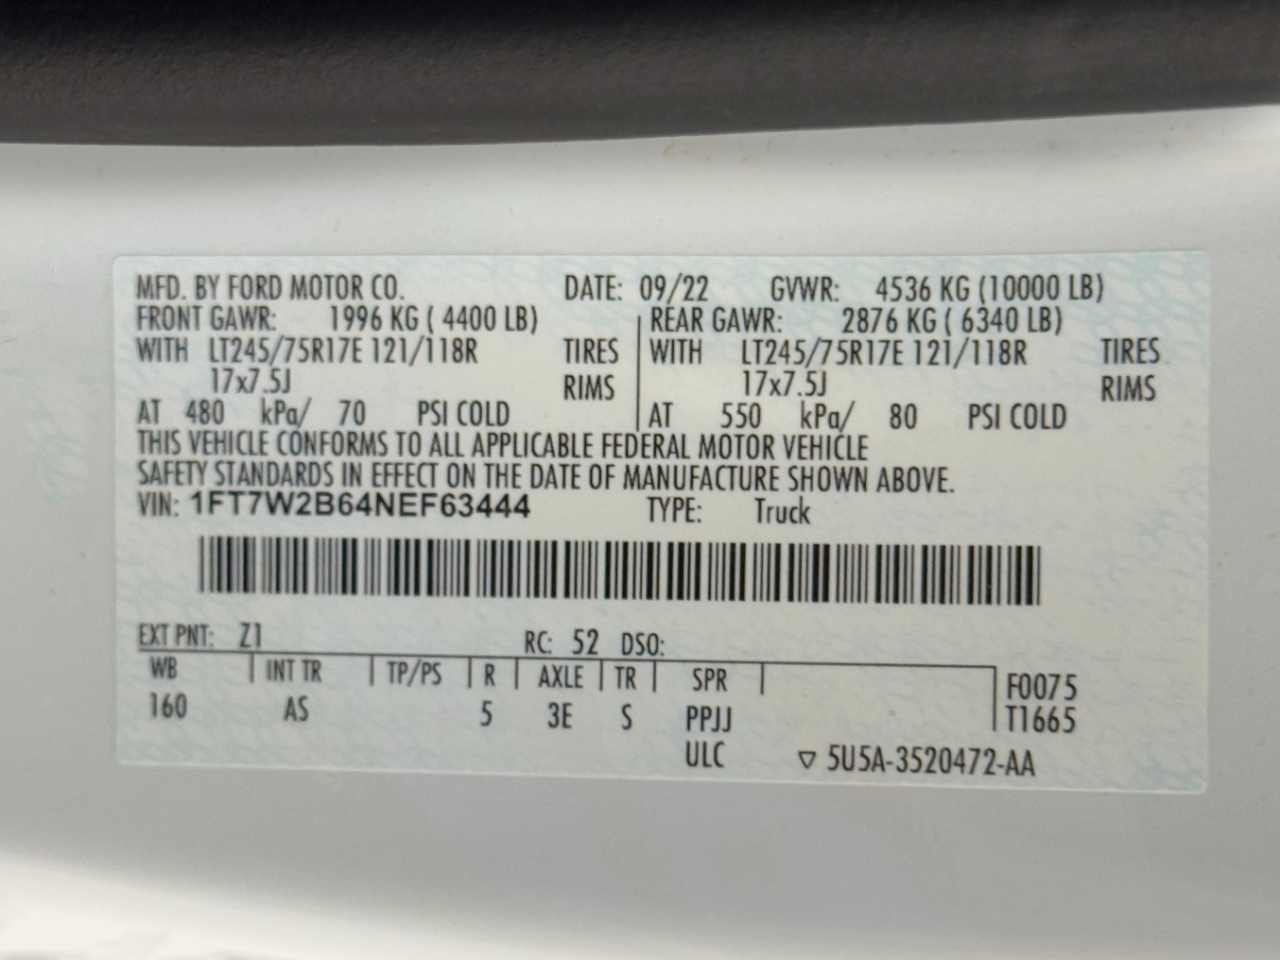 MFD. BY FORD MOTOR CO. DATE: 09/22 GVWR: 4536 KG (10000 LB)
FRONT GAWR: 1996 KG ( 4400 LB) REAR GAWR: 2876 KG ( 6340 LB)
WITH LT245/75R17E 121/118R TIRES WITH LT245/75R17E 121/118R TIRES
17x7.5J RIMS 17x7.5J RIMS
AT 480 kPa/ 70 PSI COLD AT 550 kPa/ 80 PSI COLD
THIS VEHICLE CONFORMS TO ALL APPLICABLE FEDERAL MOTOR VEHICLE
SAFETY STANDARDS IN EFFECT ON THE DATE OF MANUFACTURE SHOWN ABOVE.
VIN: 1FT7W2B64NEF63444 TYPE: Truck
EXT PNT: Z1 RC: 52 DSO:
WB INT TR TP/PS R AXLE TR SPR F0075
160 AS 5 3E S PPJJ T1665
ULC ▽ 5U5A-3520472-AA